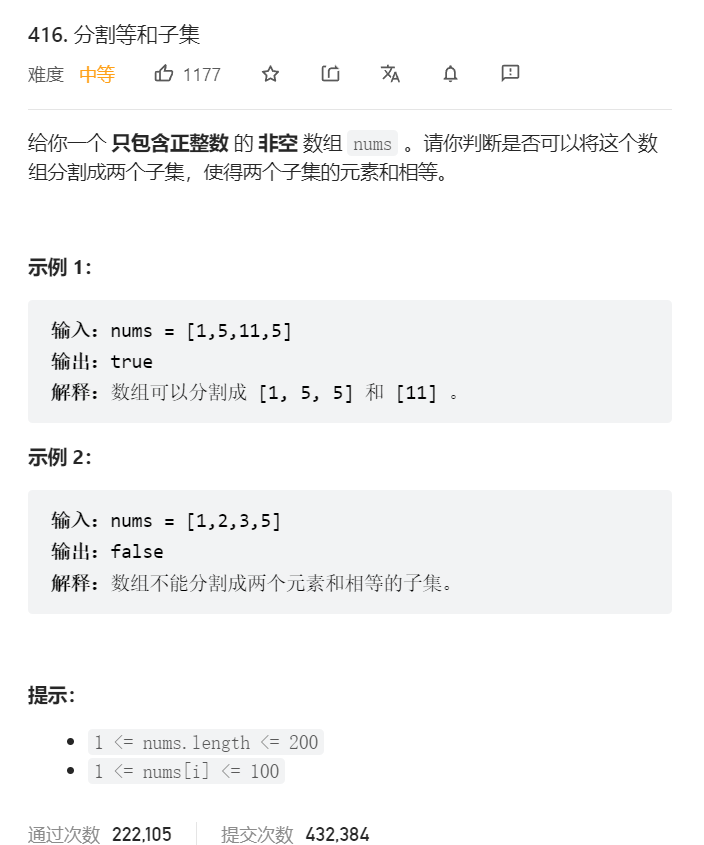 416. 分割等和子集
难度 中等 1177
给你一个 只包含正整数 的 非空 数组 nums 。请你判断是否可以将这个数
组分割成两个子集，使得两个子集的元素和相等。
示例 1：
输入：nums = [1,5,11,5]
输出：true
解释：数组可以分割成 [1, 5, 5] 和 [11] 。
示例 2：
输入：nums = [1,2,3,5]
输出：false
解释：数组不能分割成两个元素和相等的子集。
提示：
1 <= nums.length <= 200
1 <= nums[i] <= 100
通过次数 222,105 提交次数 432,384